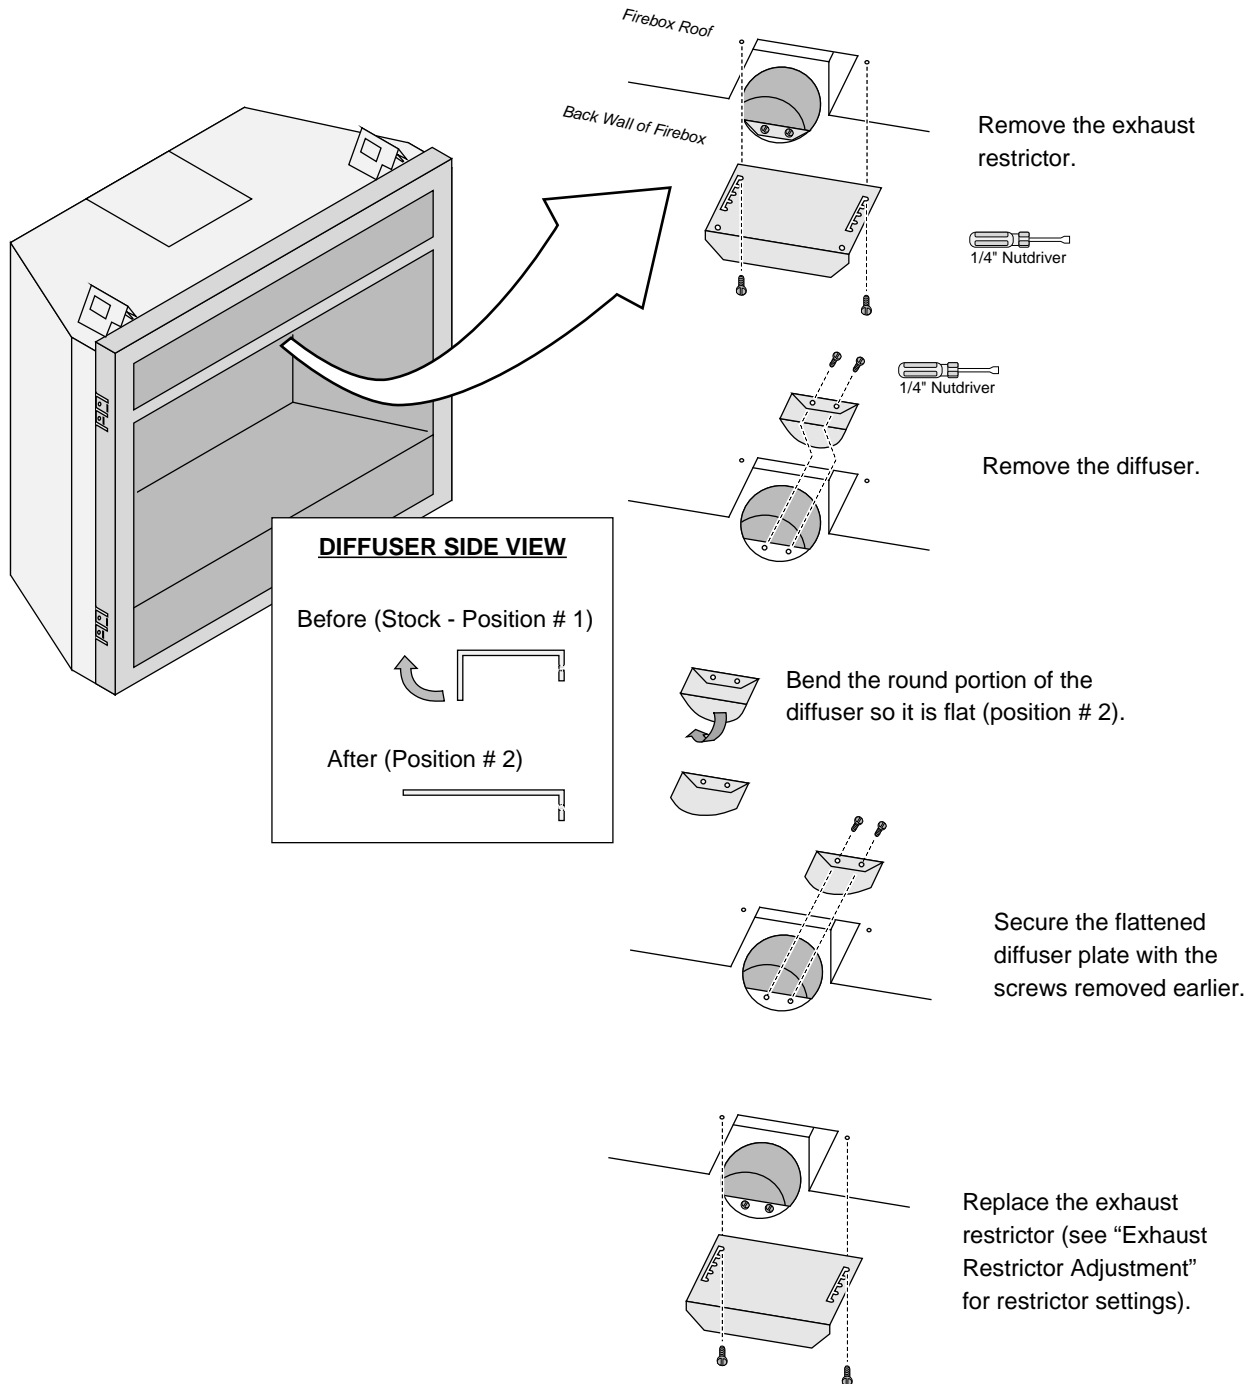 Firebox Roof
Back Wall of Firebox
Remove the exhaust
restrictor.
1/4" Nutdriver
1/4" Nutdriver
Remove the diffuser.
DIFFUSER SIDE VIEW
Before (Stock - Position # 1)
After (Position # 2)
Bend the round portion of the
diffuser so it is flat (position # 2).
Secure the flattened
diffuser plate with the
screws removed earlier.
Replace the exhaust
restrictor (see “Exhaust
Restrictor Adjustment”
for restrictor settings).